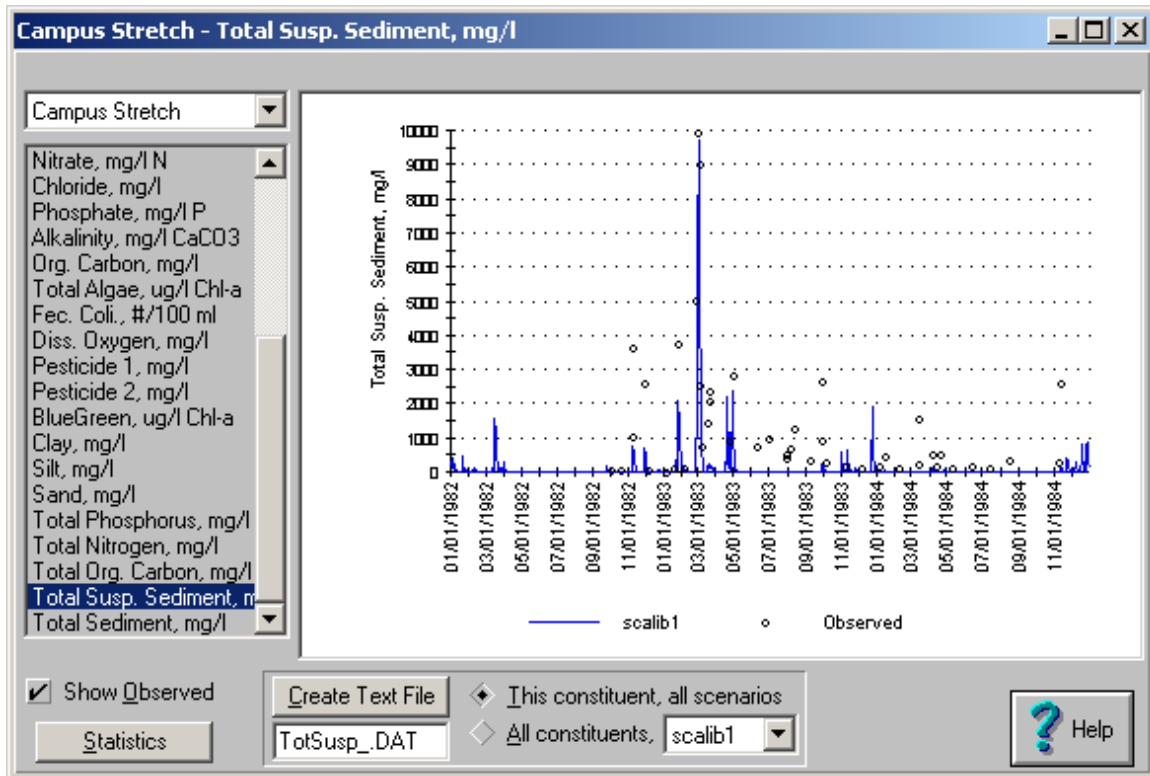 Campus Stretch - Total Susp. Sediment, mg/l
Campus Stretch
Nitrate, mg/l N
Chloride, mg/l
Phosphate, mg/l P
Alkalinity, mg/l CaCO3
Org. Carbon, mg/l
Total Algae, ug/l Chl-a
Fec. Coli., #/100 ml
Diss. Oxygen, mg/l
Pesticide 1, mg/l
Pesticide 2, mg/l
BlueGreen, ug/l Chl-a
Clay, mg/l
Silt, mg/l
Sand, mg/l
Total Phosphorus, mg/l
Total Nitrogen, mg/l
Total Org. Carbon, mg/l
Total Susp. Sediment, m
Total Sediment, mg/l
Total Susp. Sediment, mg/l
10000
9000
8000
7000
6000
5000
4000
3000
2000
1000
0
01/01/1982
03/01/1982
05/01/1982
07/01/1982
09/01/1982
11/01/1982
01/01/1983
03/01/1983
05/01/1983
07/01/1983
09/01/1983
11/01/1983
01/01/1984
03/01/1984
05/01/1984
07/01/1984
09/01/1984
11/01/1984
scalib1
Observed
Show Observed
Statistics
Create Text File
TotSusp_.DAT
This constituent, all scenarios
All constituents,
scalib1
Help